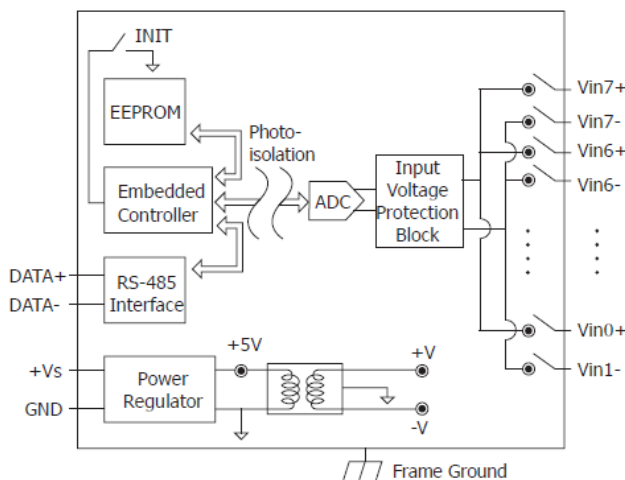 INIT
EEPROM
Photo-
isolation
Embedded
Controller
ADC
Input
Voltage
Protection
Block
Vin7+
Vin7-
Vin6+
Vin6-
DATA+
DATA-
RS-485
Interface
Vin0+
Vin1-
+Vs
GND
Power
Regulator
+5V
+V
-V
Frame Ground